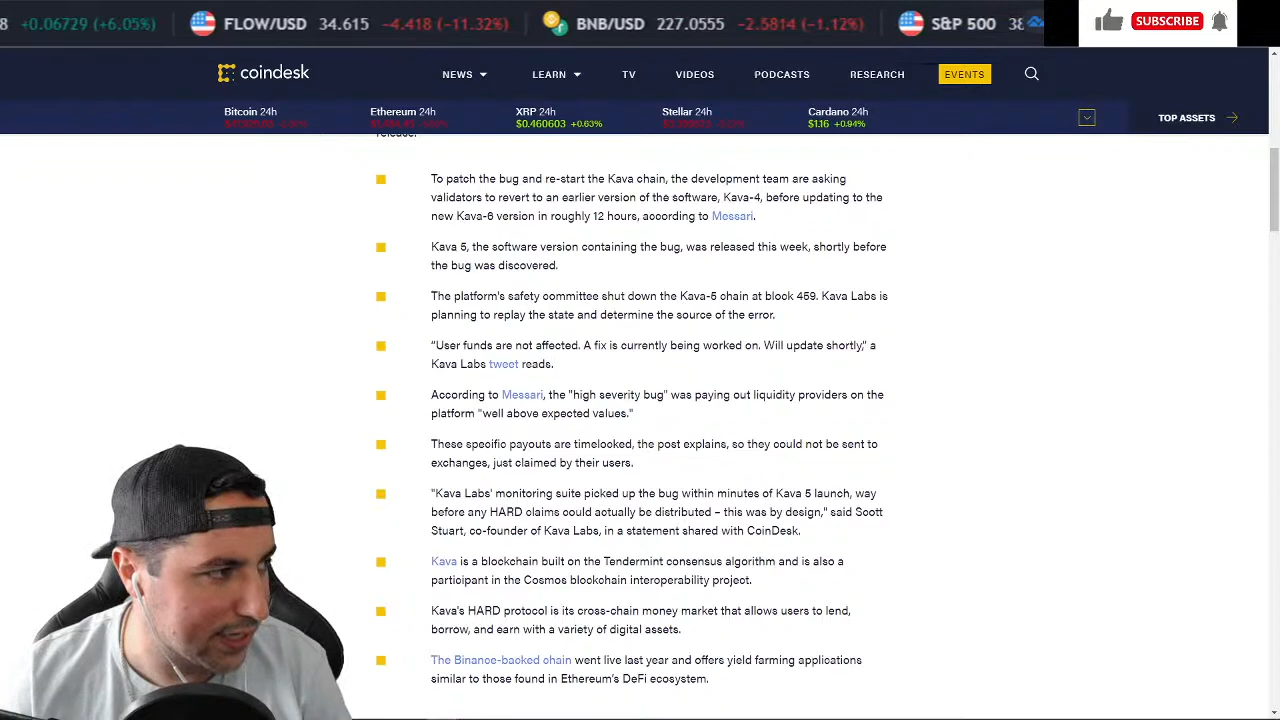 8 +0.06729 (+6.05%) FLOW/USD 34.615 -4.418 (-11.32%) BNB/USD 227.0555 -2.5814 (-1.12%) S&P 500
SUBSCRIBE
coindesk NEWS LEARN TV VIDEOS PODCASTS RESEARCH EVENTS
Bitcoin 24h Ethereum 24h XRP 24h Stellar 24h Cardano 24h
$0.460603 +0.63% $1.16 +0.94%
TOP ASSETS
release.
To patch the bug and re-start the Kava chain, the development team are asking
validators to revert to an earlier version of the software, Kava-4, before updating to the
new Kava-6 version in roughly 12 hours, according to Messari.
Kava 5, the software version containing the bug, was released this week, shortly before
the bug was discovered.
The platform's safety committee shut down the Kava-5 chain at block 459. Kava Labs is
planning to replay the state and determine the source of the error.
“User funds are not affected. A fix is currently being worked on. Will update shortly,” a
Kava Labs tweet reads.
According to Messari, the "high severity bug" was paying out liquidity providers on the
platform "well above expected values."
These specific payouts are timelooked, the post explains, so they could not be sent to
exchanges, just claimed by their users.
"Kava Labs' monitoring suite picked up the bug within minutes of Kava 5 launch, way
before any HARD claims could actually be distributed – this was by design," said Scott
Stuart, co-founder of Kava Labs, in a statement shared with CoinDesk.
Kava is a blockchain built on the Tendermint consensus algorithm and is also a
participant in the Cosmos blockchain interoperability project.
Kava's HARD protocol is its cross-chain money market that allows users to lend,
borrow, and earn with a variety of digital assets.
The Binance-backed chain went live last year and offers yield farming applications
similar to those found in Ethereum's DeFi ecosystem.